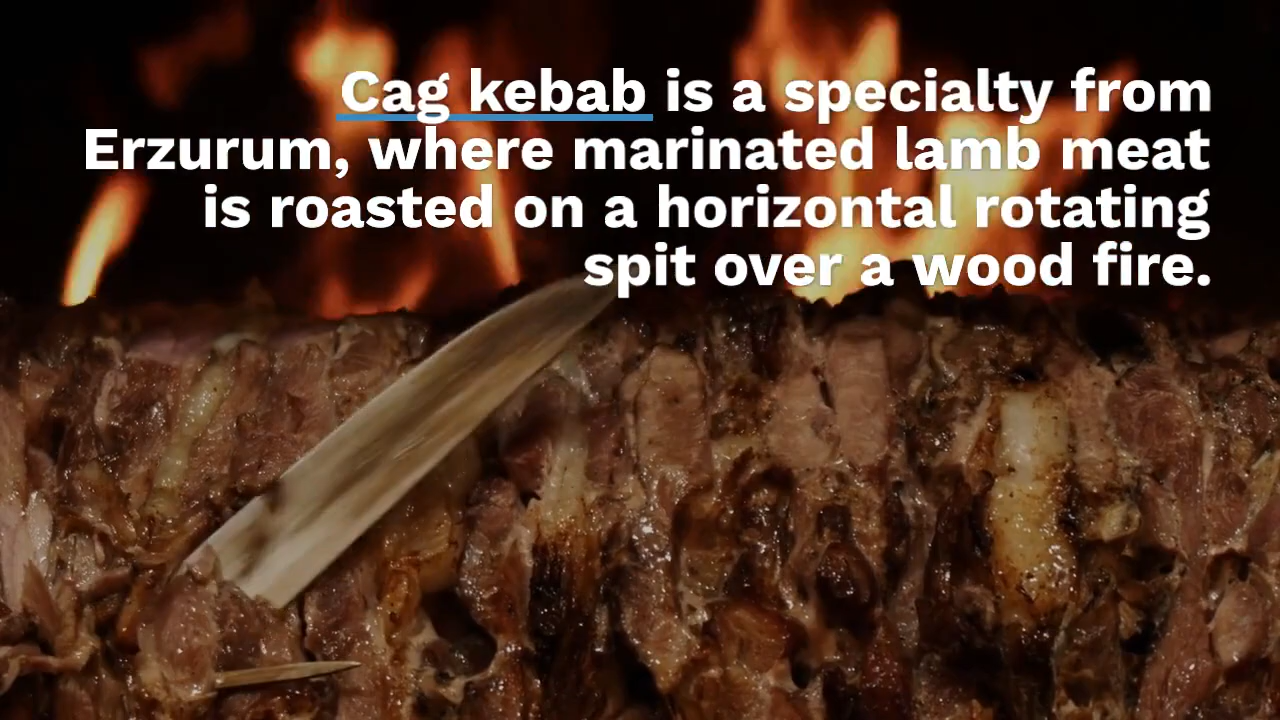 Cag kebab is a specialty from
Erzurum, where marinated lamb meat
is roasted on a horizontal rotating
spit over a wood fire.